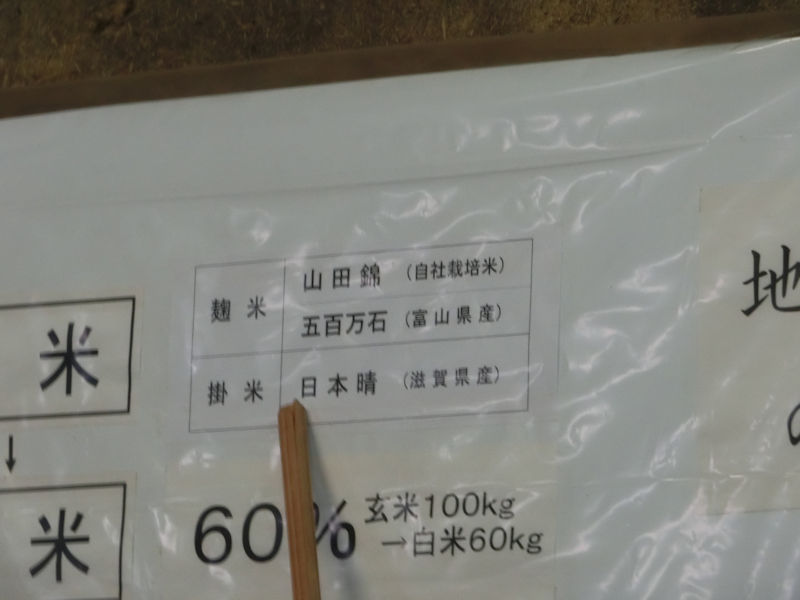 麹米
山田錦 (自社栽培米)
五百万石 (富山県産)
掛米
日本晴 (滋賀県産)
米
↓
米
60% 玄米100kg
→白米60kg
地